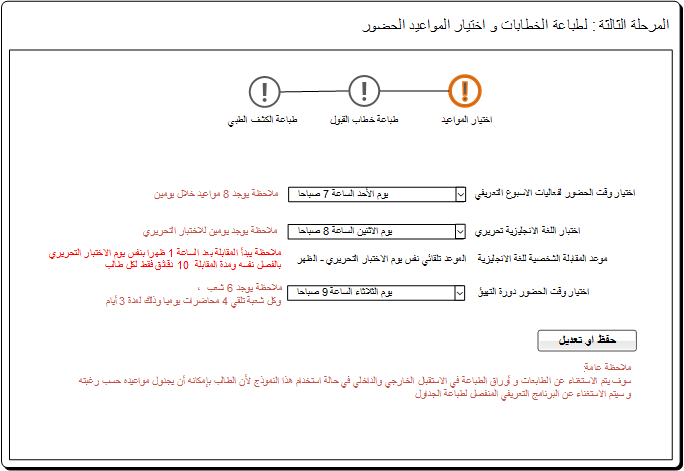 المرحلة الثالثة : لطباعة الخطابات و اختيار المواعيد الحضور
اختيار المواعيد
طباعة خطاب القبول
طباعة الكشف الطبي
اختيار وقت الحضور لفعاليات الاسبوع التعريفي
يوم الأحد الساعة 7 صباحا
ملاحظة يوجد 8 مواعيد خلال يومين
اختبار اللغة الانجليزية تحريري
يوم الاثنين الساعة 8 صباحا
ملاحظة يوجد يومين للاختبار التحريري
موعد المقابلة الشخصية للغة الانجليزية
الموعد تلقائي نفس يوم الاختبار التحريري - الظهر
ملاحظة يبدأ المقابلة بعد الساعة 1 ظهرا بنفس يوم الاختبار التحريري
بالفصل نفسه ومدة المقابلة 10 دقائق فقط لكل طالب
اختيار وقت الحضور دورة التهيؤ
يوم الثلاثاء الساعة 9 صباحا
ملاحظة يوجد 6 شعب ،
وكل شعبة تلقي 4 محاضرات يوميا وذلك لمدة 3 أيام
حفظ او تعديل
ملاحظة عامة:
سوف يتم الاستغناء عن الطابعات و أوراق الطباعة في الاستقبال الخارجي والداخلي في حالة استخدام هذا النموذج لأن الطالب بإمكانه أن يجدول مواعيده حسب رغبته
و سيتم الاستغناء عن البرنامج التعريفي المنفصل لطباعة الجداول